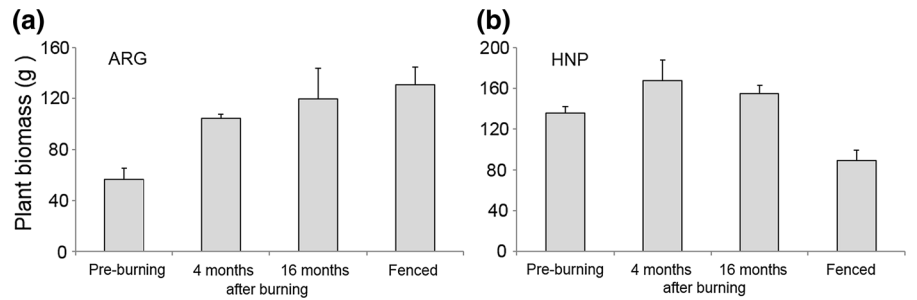 (a)
ARG
Plant biomass (g )
160
120
80
40
0
Pre-burning
4 months
16 months
Fenced
after burning
(b)
HNP
200
160
120
80
40
0
Pre-burning
4 months
16 months
Fenced
after burning